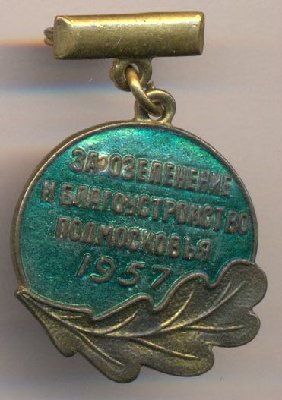 ЗА ОЗЕЛЕНЕНИЕ
И БЛАГОУСТРОЙСТВО
ПОДМОСКОВЬЯ
1957